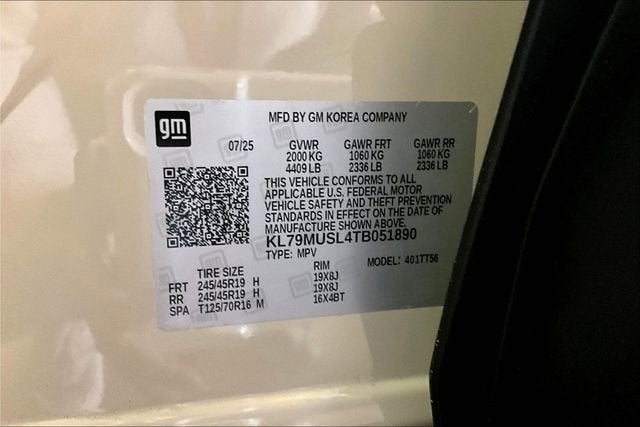 MFD BY GM KOREA COMPANY
gm
07/25 GVWR GAWR FRT GAWR RR
2000 KG 1060 KG 1060 KG
4409 LB 2336 LB 2336 LB
THIS VEHICLE CONFORMS TO ALL
APPLICABLE U.S. FEDERAL MOTOR
VEHICLE SAFETY AND THEFT PREVENTION
STANDARDS IN EFFECT ON THE DATE OF
MANUFACTURE SHOWN ABOVE.
KL79MUSL4TB051890
TYPE: MPV MODEL: 401TT56
TIRE SIZE RIM
FRT 245/45R19 H 19X8J
RR 245/45R19 H 19X8J
SPA T125/70R16 M 16X4BT